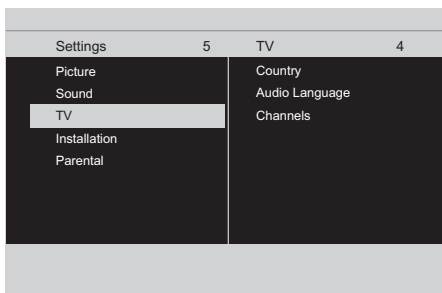 Settings 5 TV 4
Picture Country
Sound Audio Language
TV Channels
Installation
Parental